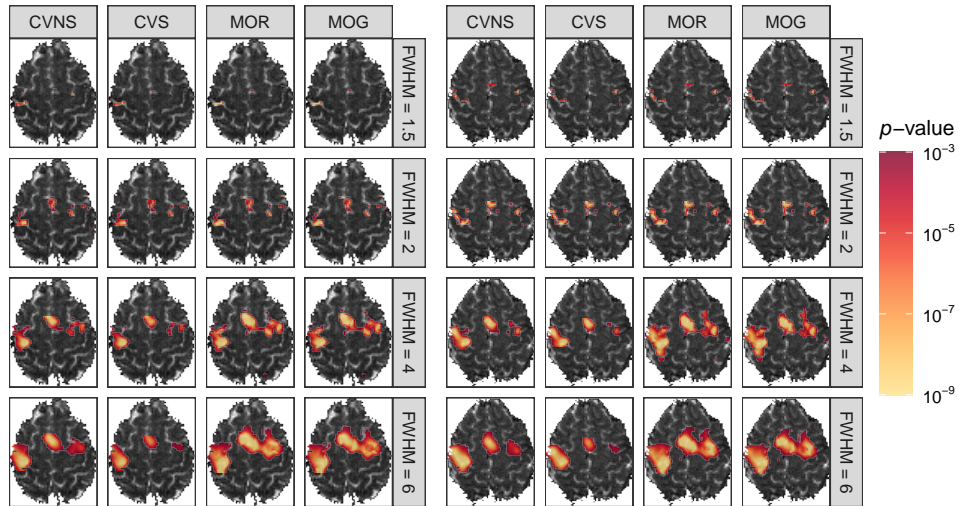 CVNS CVS MOR MOG CVNS CVS MOR MOG
FWHM = 1.5 FWHM = 1.5
FWHM = 2 FWHM = 2
FWHM = 4 FWHM = 4
FWHM = 6 FWHM = 6
p−value
10⁻³
10⁻⁵
10⁻⁷
10⁻⁹